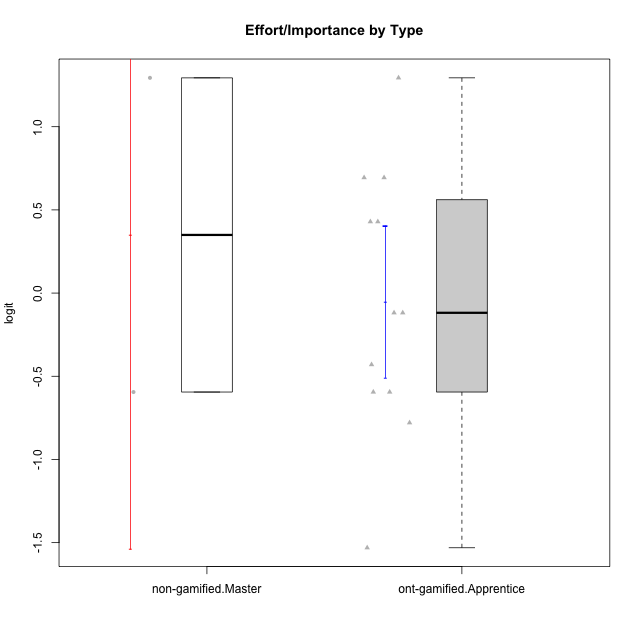 Effort/Importance by Type
logit
1.0
0.5
0.0
-0.5
-1.0
-1.5
non-gamified.Master
ont-gamified.Apprentice